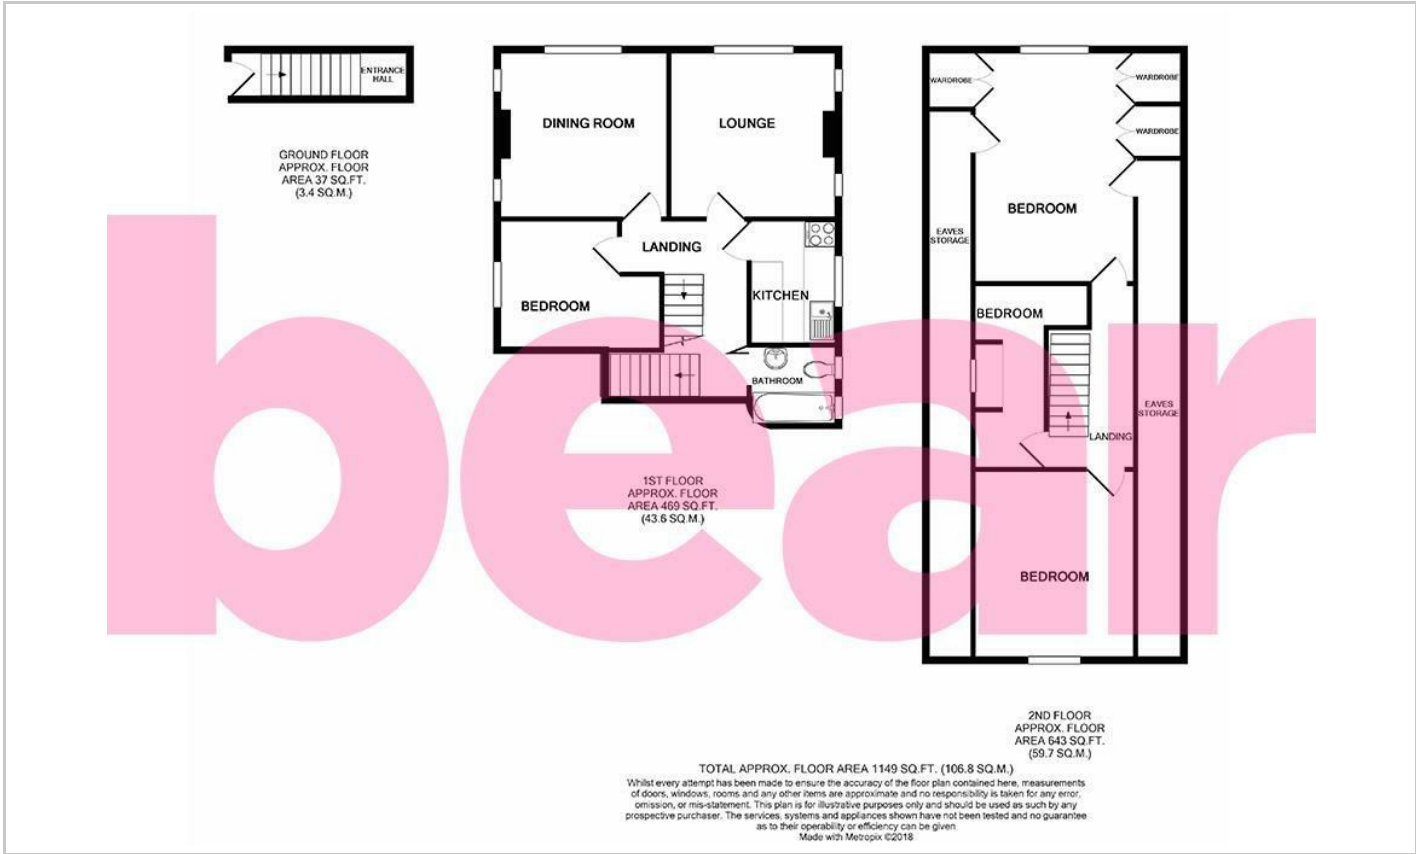 ENTRANCE
HALL
GROUND FLOOR
APPROX. FLOOR
AREA 37 SQ.FT.
(3.4 SQ.M.)
DINING ROOM
LOUNGE
LANDING
BEDROOM
KITCHEN
BATHROOM
1ST FLOOR
APPROX. FLOOR
AREA 469 SQ.FT.
(43.6 SQ.M.)
WARDROBE
WARDROBE
WARDROBE
BEDROOM
EAVES
STORAGE
BEDROOM
EAVES
STORAGE
LANDING
BEDROOM
2ND FLOOR
APPROX. FLOOR
AREA 643 SQ.FT.
(59.7 SQ.M.)
bear
TOTAL APPROX. FLOOR AREA 1149 SQ.FT. (106.8 SQ.M.)
Whilst every attempt has been made to ensure the accuracy of the floor plan contained here, measurements
of doors, windows, rooms and any other items are approximate and no responsibility is taken for any error,
omission, or mis-statement. This plan is for illustrative purposes only and should be used as such by any
prospective purchaser. The services, systems and appliances shown have not been tested and no guarantee
as to their operability or efficiency can be given
Made with Metropix ©2018